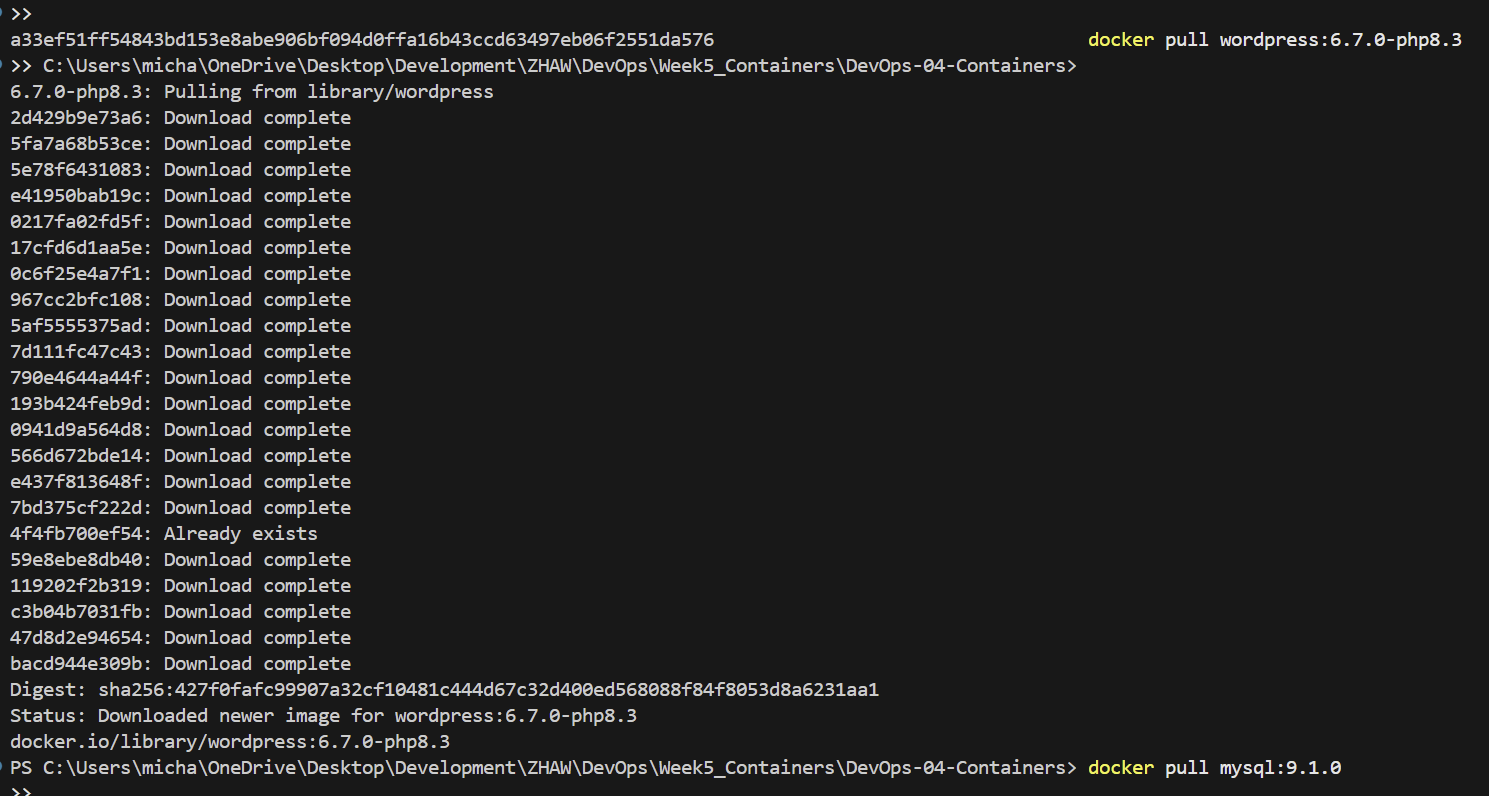 >>
a33ef51ff54843bd153e8abe906bf094d0ffa16b43ccd63497eb06f2551da576 docker pull wordpress:6.7.0-php8.3
>> C:\Users\micha\OneDrive\Desktop\Development\ZHAW\DevOps\Week5_Containers\DevOps-04-Containers>
6.7.0-php8.3: Pulling from library/wordpress
2d429b9e73a6: Download complete
5fa7a68b53ce: Download complete
5e78f6431083: Download complete
e41950bab19c: Download complete
0217fa02fd5f: Download complete
17cfd6d1aa5e: Download complete
0c6f25e4a7f1: Download complete
967cc2bfc108: Download complete
5af5555375ad: Download complete
7d111fc47c43: Download complete
790e4644a44f: Download complete
193b424feb9d: Download complete
0941d9a564d8: Download complete
566d672bde14: Download complete
e437f813648f: Download complete
7bd375cf222d: Download complete
4f4fb700ef54: Already exists
59e8ebe8db40: Download complete
119202f2b319: Download complete
c3b04b7031fb: Download complete
47d8d2e94654: Download complete
bacd944e309b: Download complete
Digest: sha256:427f0fafc99907a32cf10481c444d67c32d400ed568088f84f8053d8a6231aa1
Status: Downloaded newer image for wordpress:6.7.0-php8.3
docker.io/library/wordpress:6.7.0-php8.3
PS C:\Users\micha\OneDrive\Desktop\Development\ZHAW\DevOps\Week5_Containers\DevOps-04-Containers> docker pull mysql:9.1.0
>>